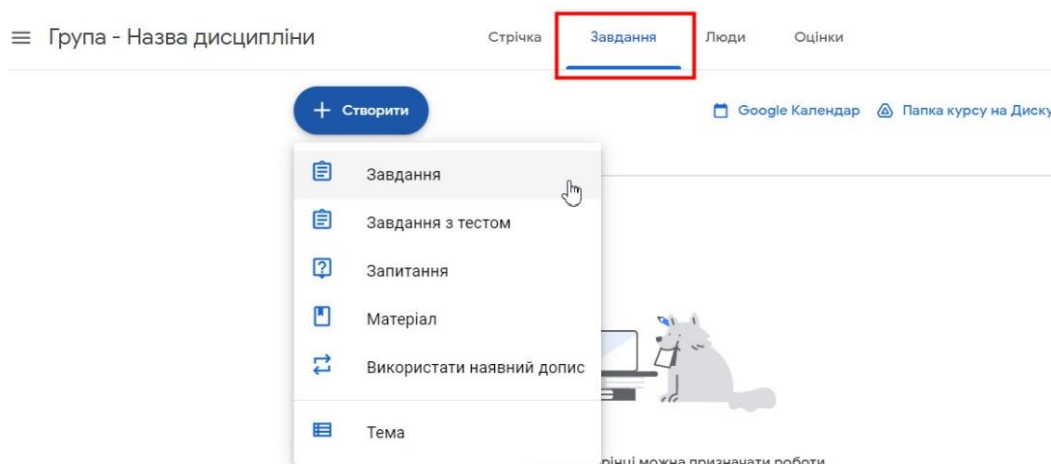 Група - Назва дисципліни Стрічка Завдання Люди Оцінки
Створити Google Календар Папка курсу на Диску
Завдання
Завдання з тестом
Запитання
Матеріал
Використати наявний допис
Тема
можна призначати роботи